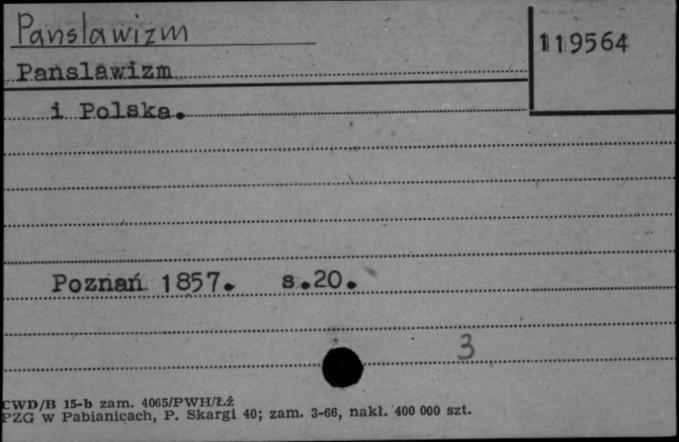 Panslawizm
119564
Panslawizm
i Polska.
Poznań 1857. s.20.
3
CWD/B 15-b zam. 4065/PWH/Łź
PZG w Pabianicach, P. Skargi 40; zam. 3-66, nakł. 400 000 szt.